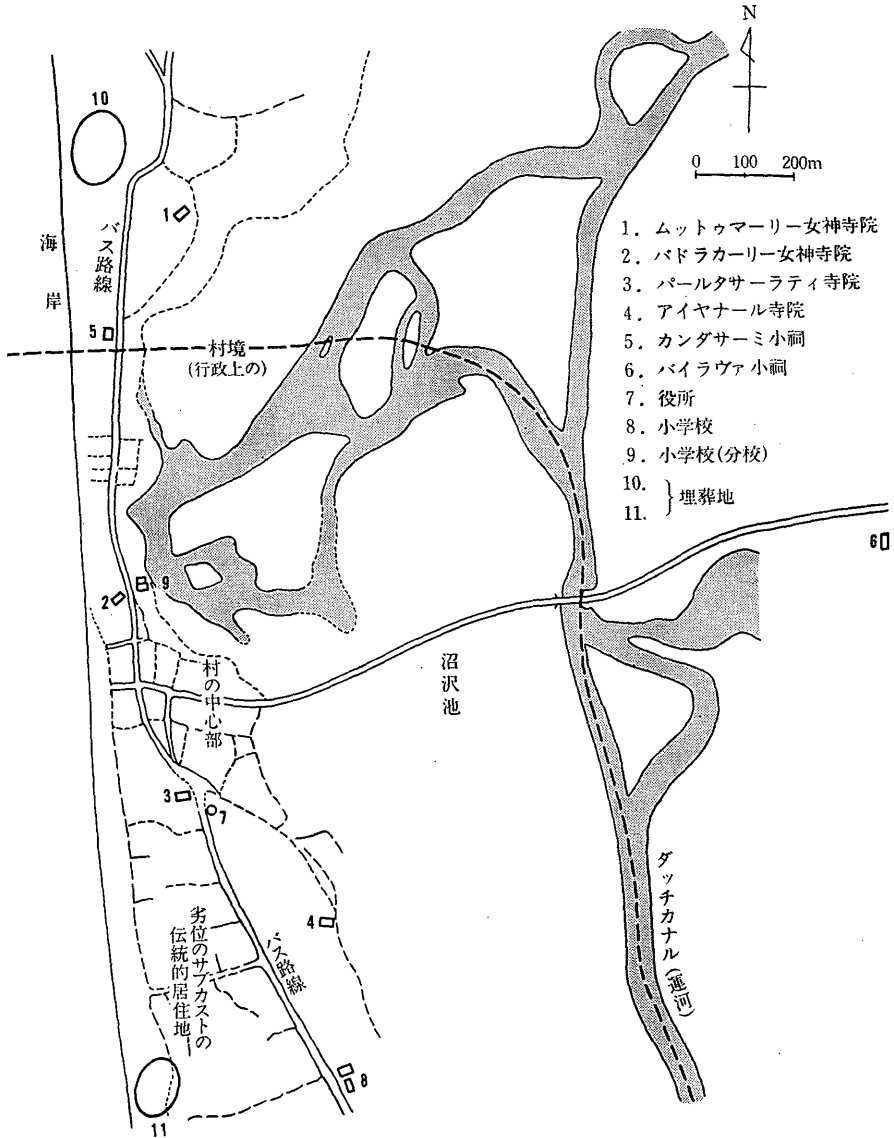 N
0 100 200m
1. ムットゥマーリー女神寺院
2. バドラカーリー女神寺院
3. パールタサーラティ寺院
4. アイヤナール寺院
5. カンダサーミ小祠
6. バイラヴァ小祠
7. 役所
8. 小学校
9. 小学校(分校)
10.
11.
}埋葬地
10
1
バス路線
海岸
5
村境
(行政上の)
6
9
2
村の中心部
沼沢池
3
7
4
劣位のサブカストの
伝統的居住地
バス路線
ダッチカナル(運河)
8
11